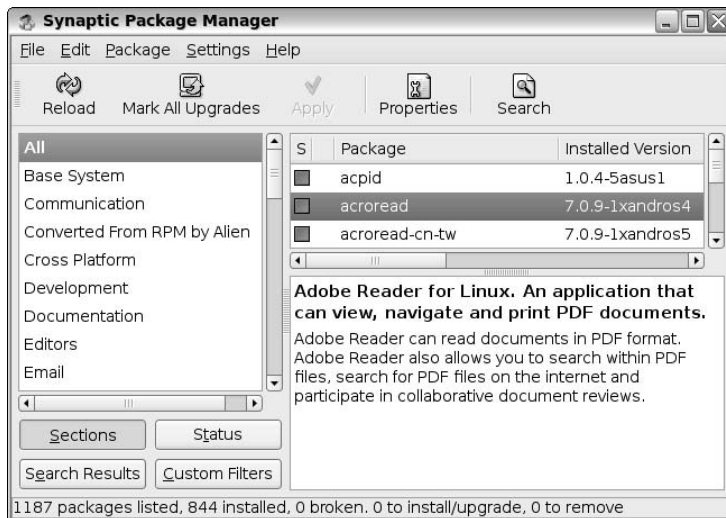 Synaptic Package Manager
File Edit Package Settings Help
Reload Mark All Upgrades Apply Properties Search
All
Base System
Communication
Converted From RPM by Alien
Cross Platform
Development
Documentation
Editors
Email
S Package Installed Version
acpid 1.0.4-5asus1
acroread 7.0.9-1xandros4
acroread-cn-tw 7.0.9-1xandros5
Adobe Reader for Linux. An application that
can view, navigate and print PDF documents.
Adobe Reader can read documents in PDF format.
Adobe Reader also allows you to search within PDF
files, search for PDF files on the internet and
participate in collaborative document reviews.
Sections Status
Search Results Custom Filters
1187 packages listed, 844 installed, 0 broken. 0 to install/upgrade, 0 to remove